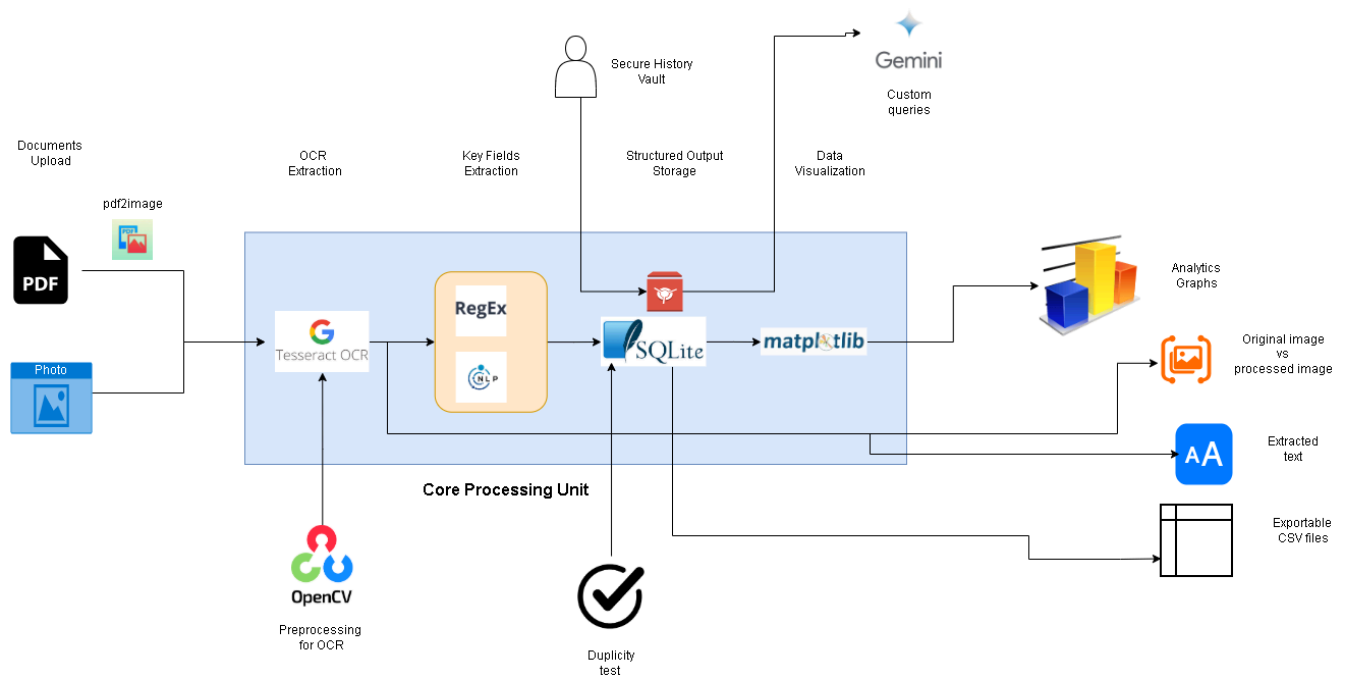 Secure History
Vault
Gemini
Custom
queries
Documents
Upload
OCR
Extraction
Key Fields
Extraction
Structured Output
Storage
Data
Visualization
pdf2image
PDF
PDF
RegEx
Tesseract OCR
NLP
SQLite
matplotlib
Analytics
Graphs
Original image
vs
processed image
Photo
AA
Extracted
text
Core Processing Unit
Exportable
CSV files
OpenCV
Preprocessing
for OCR
Duplicity
test